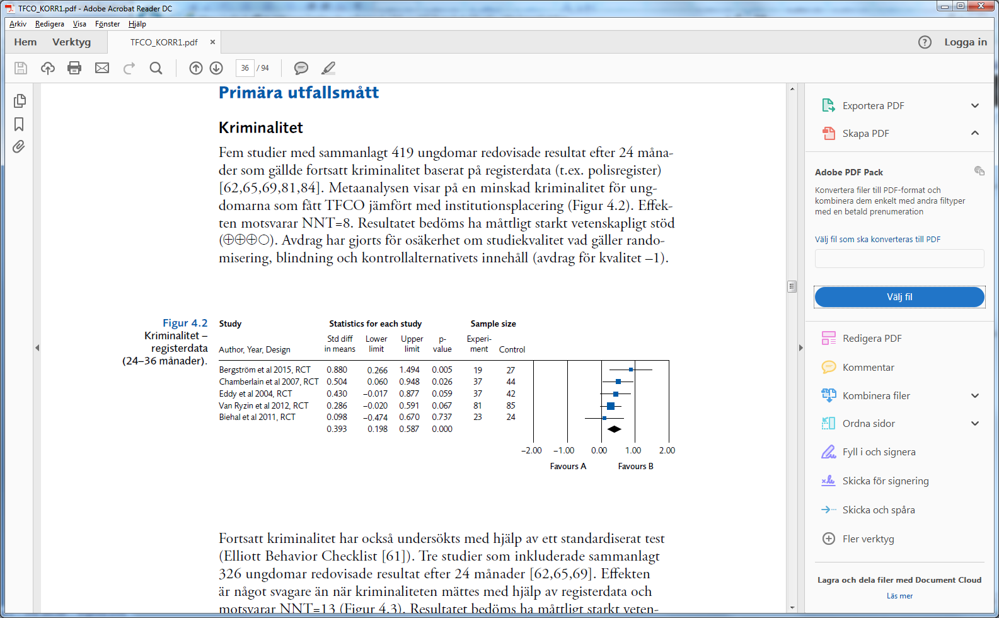 TFCO_KORR1.pdf - Adobe Acrobat Reader DC
Arkiv Redigera Visa Fönster Hjälp
Hem Verktyg TFCO_KORR1.pdf × ? Logga in
36 / 94
Primära utfallsmått
Kriminalitet
Fem studier med sammanlagt 419 ungdomar redovisade resultat efter 24 måna-
der som gällde fortsatt kriminalitet baserat på registerdata (t.ex. polisregister)
[62,65,69,81,84]. Metaanalysen visar på en minskad kriminalitet för ung-
domarna som fått TFCO jämfört med institutionsplacering (Figur 4.2). Effek-
ten motsvarar NNT=8. Resultatet bedöms ha måttligt starkt vetenskapligt stöd
(⊕⊕⊕○). Avdrag har gjorts för osäkerhet om studiekvalitet vad gäller rando-
misering, blindning och kontrollalternativets innehåll (avdrag för kvalitet –1).
Figur 4.2
Kriminalitet –
registerdata
(24–36 månader).
Study Statistics for each study Sample size
Std diff Lower Upper p- Experi-
Author, Year, Design in means limit limit value ment Control
Bergström et al 2015, RCT 0.880 0.266 1.494 0.005 19 27
Chamberlain et al 2007, RCT 0.504 0.060 0.948 0.026 37 44
Eddy et al 2004, RCT 0.430 –0.017 0.877 0.059 37 42
Van Ryzin et al 2012, RCT 0.286 –0.020 0.591 0.067 81 85
Biehal et al 2011, RCT 0.098 –0.474 0.670 0.737 23 24
0.393 0.198 0.587 0.000
–2.00 –1.00 0.00 1.00 2.00
Favours A Favours B
Fortsatt kriminalitet har också undersökts med hjälp av ett standardiserat test
(Elliott Behavior Checklist [61]). Tre studier som inkluderade sammanlagt
326 ungdomar redovisade resultat efter 24 månader [62,65,69]. Effekten
är något svagare än när kriminaliteten mättes med hjälp av registerdata och
motsvarar NNT=13 (Figur 4.3). Resultatet bedöms ha måttligt starkt veten-
Exportera PDF
Skapa PDF
Adobe PDF Pack
Konvertera filer till PDF-format och
kombinera dem enkelt med andra filtyper
med en betald prenumeration
Välj fil som ska konverteras till PDF
Välj fil
Redigera PDF
Kommentar
Kombinera filer
Ordna sidor
Fyll i och signera
Skicka för signering
Skicka och spåra
Fler verktyg
Lagra och dela filer med Document Cloud
Läs mer